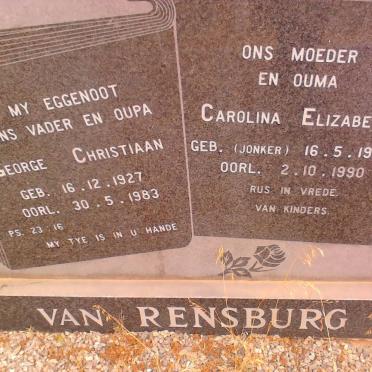 MY EGGENOOT
ONS VADER EN OUPA
GEORGE CHRISTIAAN
GEB. 16.12.1927
OORL. 30.5.1983
PS. 23:16
MY TYE IS IN U HANDE
ONS MOEDER
EN OUMA
CAROLINA ELIZABE
GEB. (JONKER) 16.5.19
OORL. 2.10.1990
RUS IN VREDE
VAN KINDERS
VAN RENSBURG